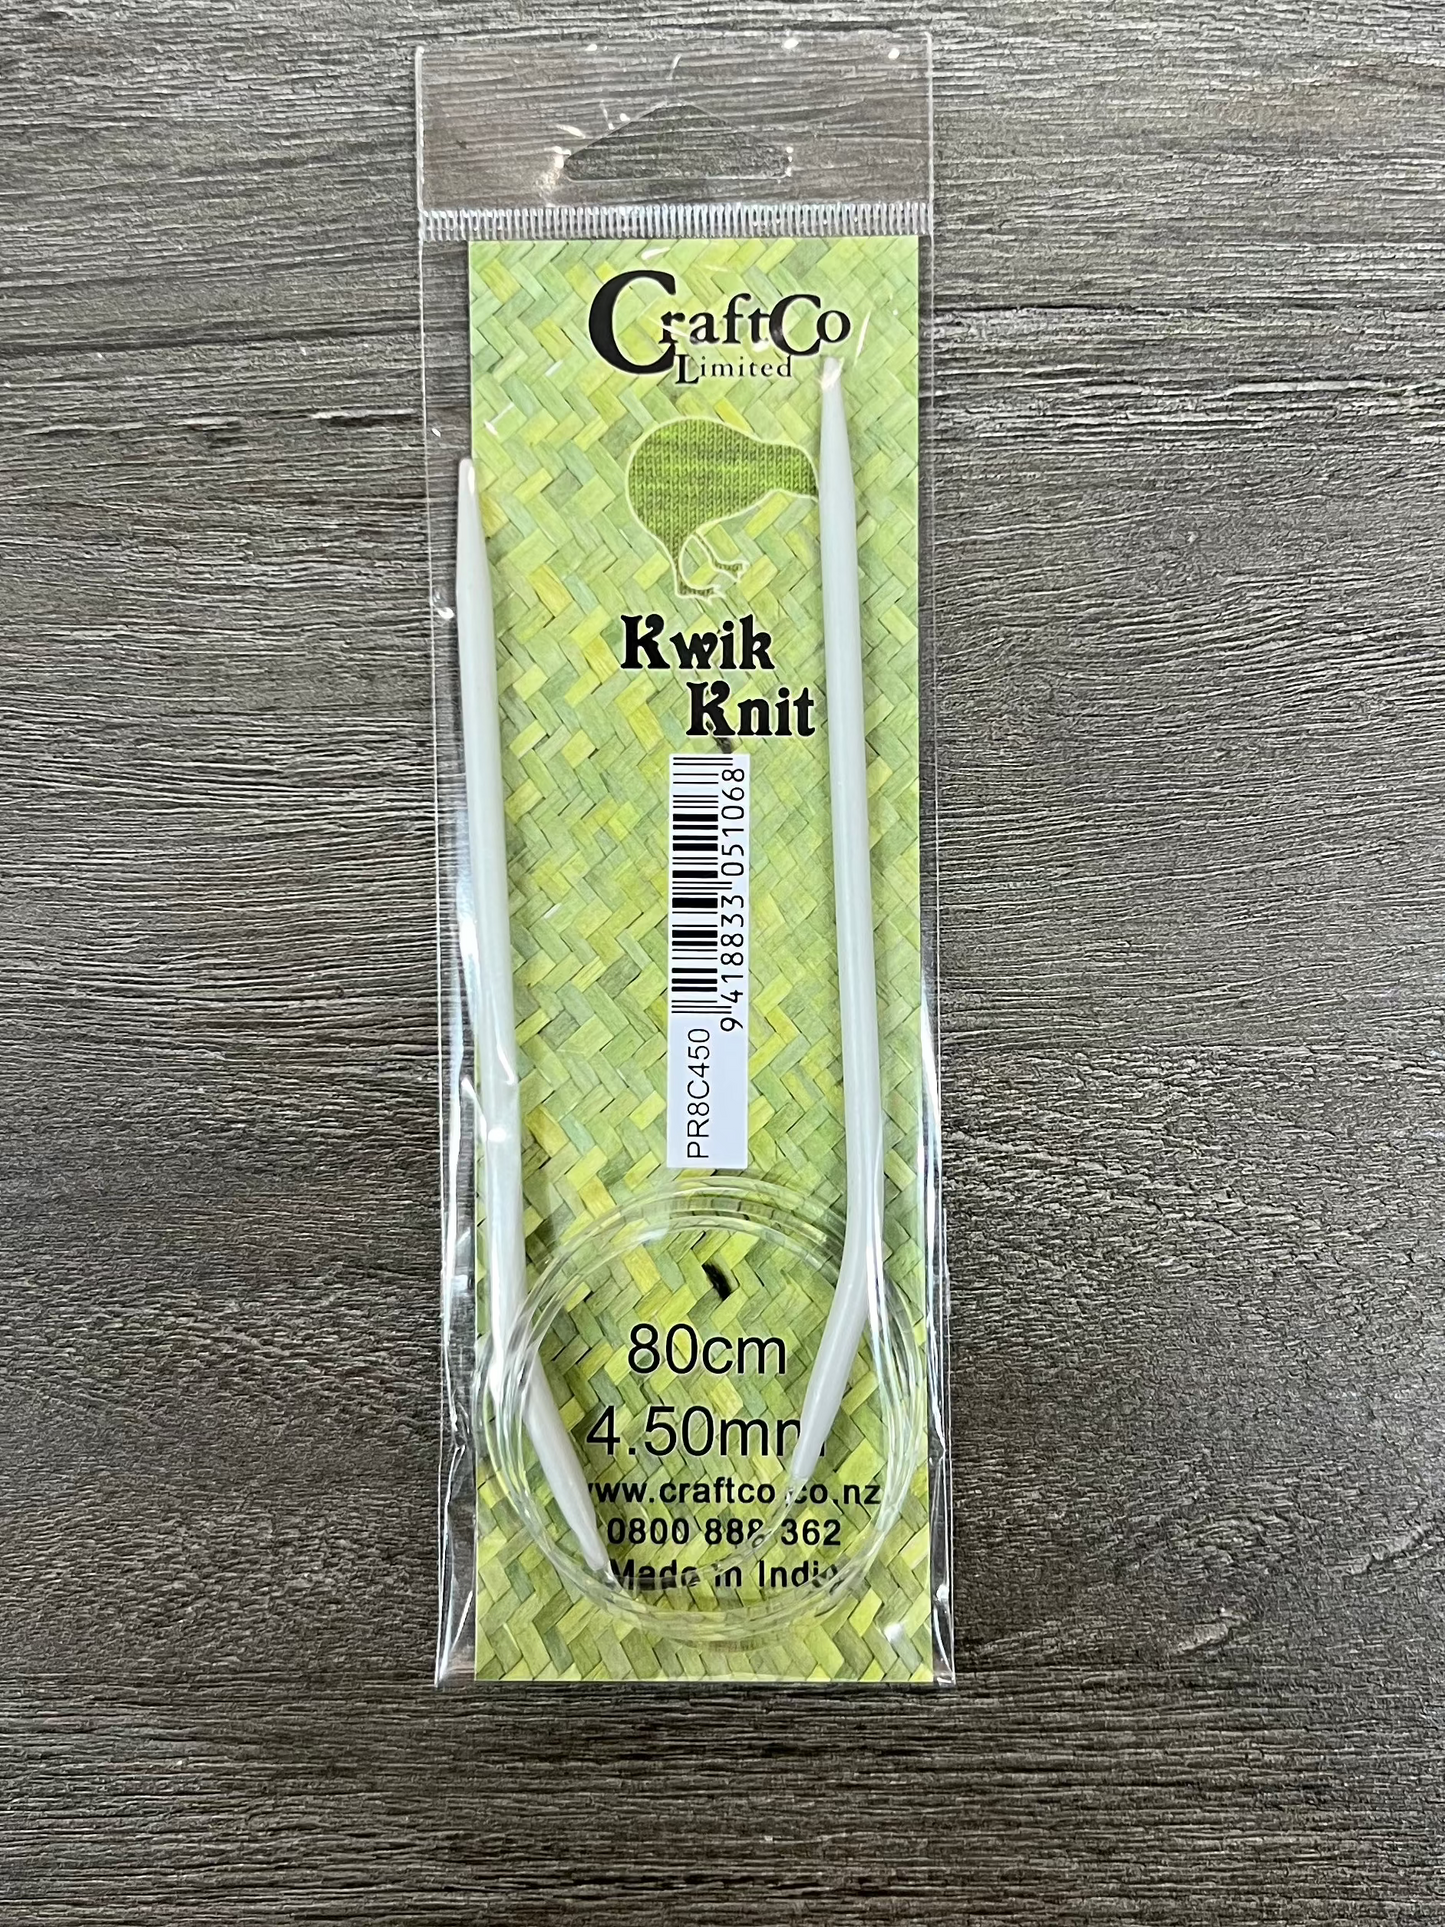 CraftCo
Limited
Kwik
Knit
9 418833 051068
PR8C450
80cm
4.50mm
www.craftco.co.nz
0800 888 362
Made in India